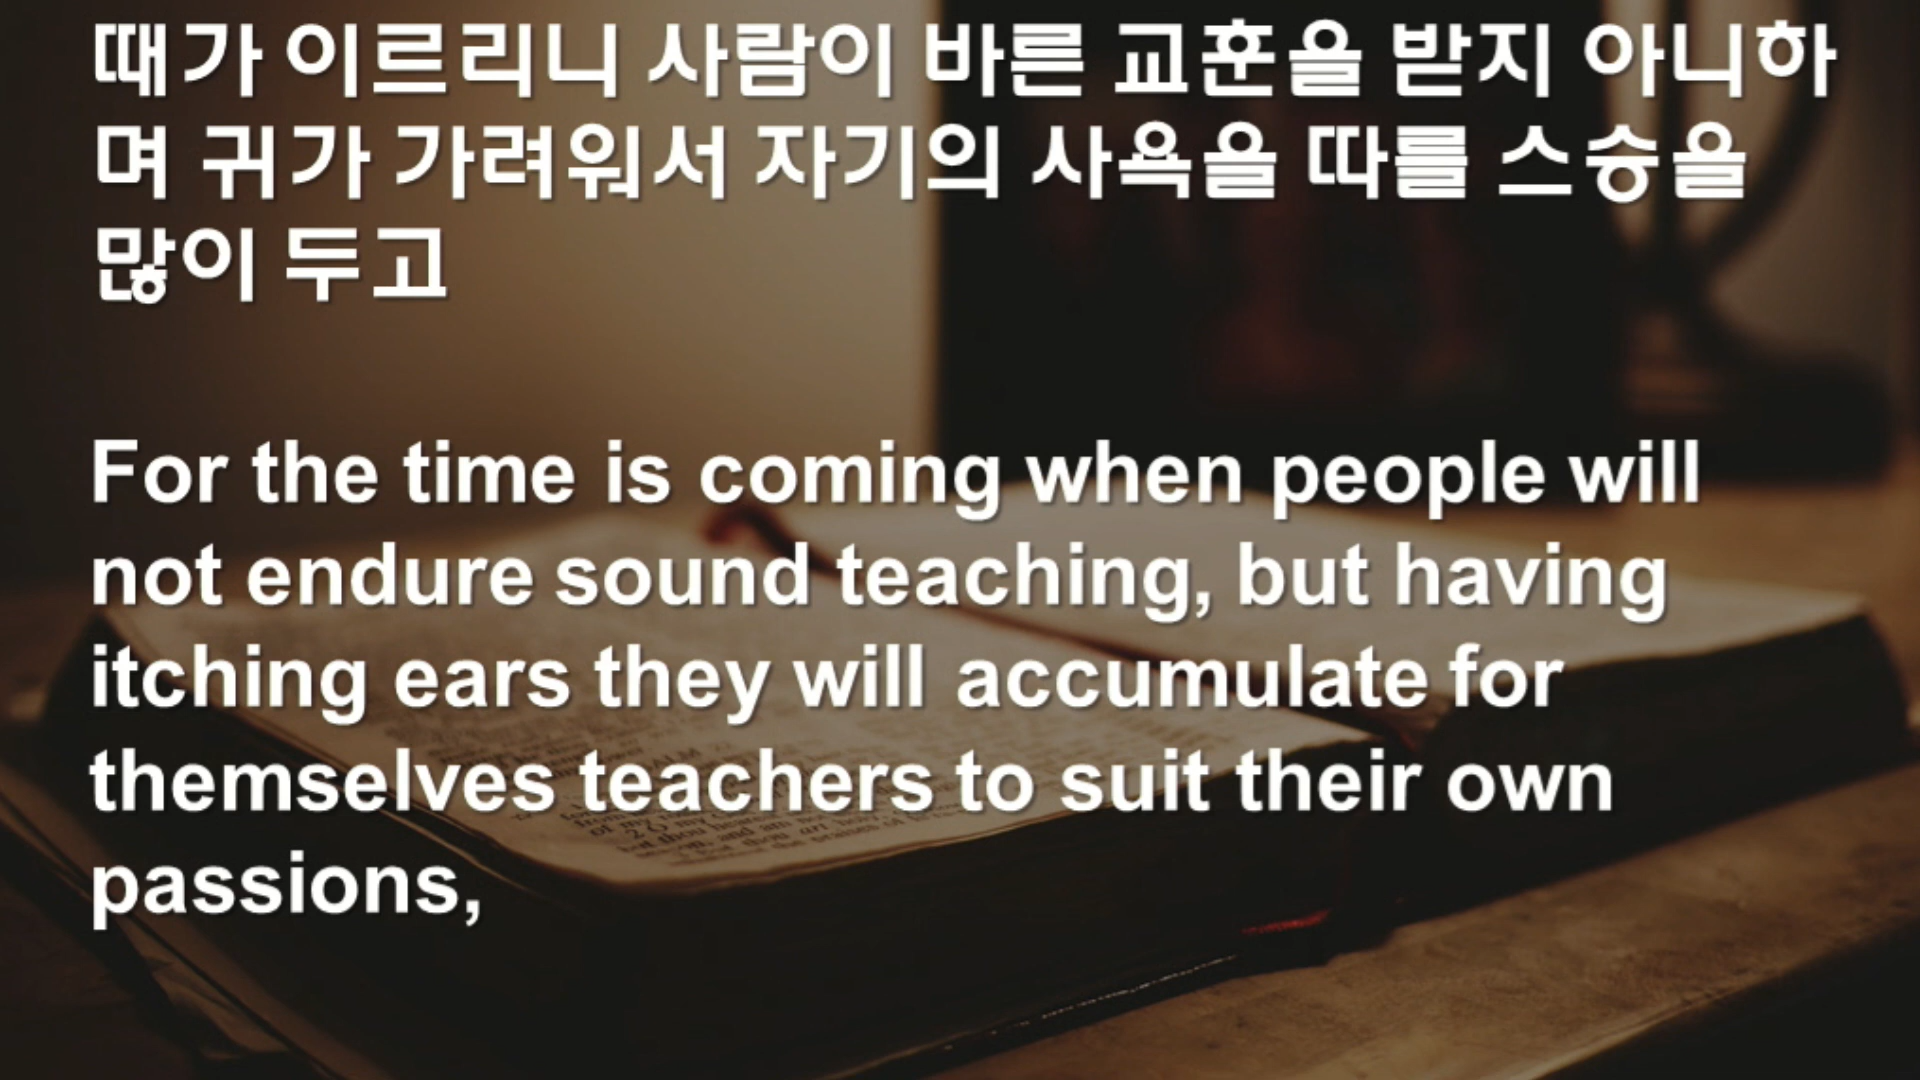 때가 이르리니 사람이 바른 교훈을 받지 아니하
며 귀가 가려워서 자기의 사욕을 따를 스승을
많이 두고
For the time is coming when people will
not endure sound teaching, but having
itching ears they will accumulate for
themselves teachers to suit their own
passions,